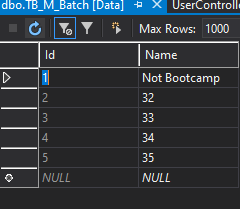 dbo.TB_M_Batch [Data]
UserControlle
Max Rows: 1000
Id Name
1 Not Bootcamp
2 32
3 33
4 34
5 35
NULL NULL